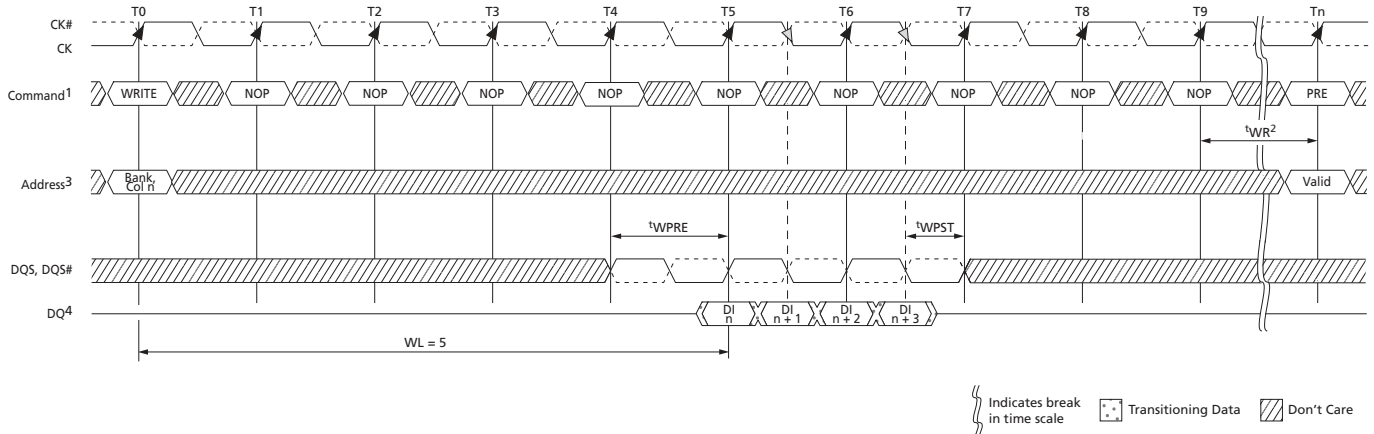 T0 T1 T2 T3 T4 T5 T6 T7 T8 T9 Tn
CK#
CK
Command1 WRITE NOP NOP NOP NOP NOP NOP NOP NOP NOP PRE
tWR2
Address3 Bank, Col n Valid
tWPRE tWPST
DQS, DQS#
DQ4 DI n DI n + 1 DI n + 2 DI n + 3
WL = 5
Indicates break
in time scale
Transitioning Data
Don't Care